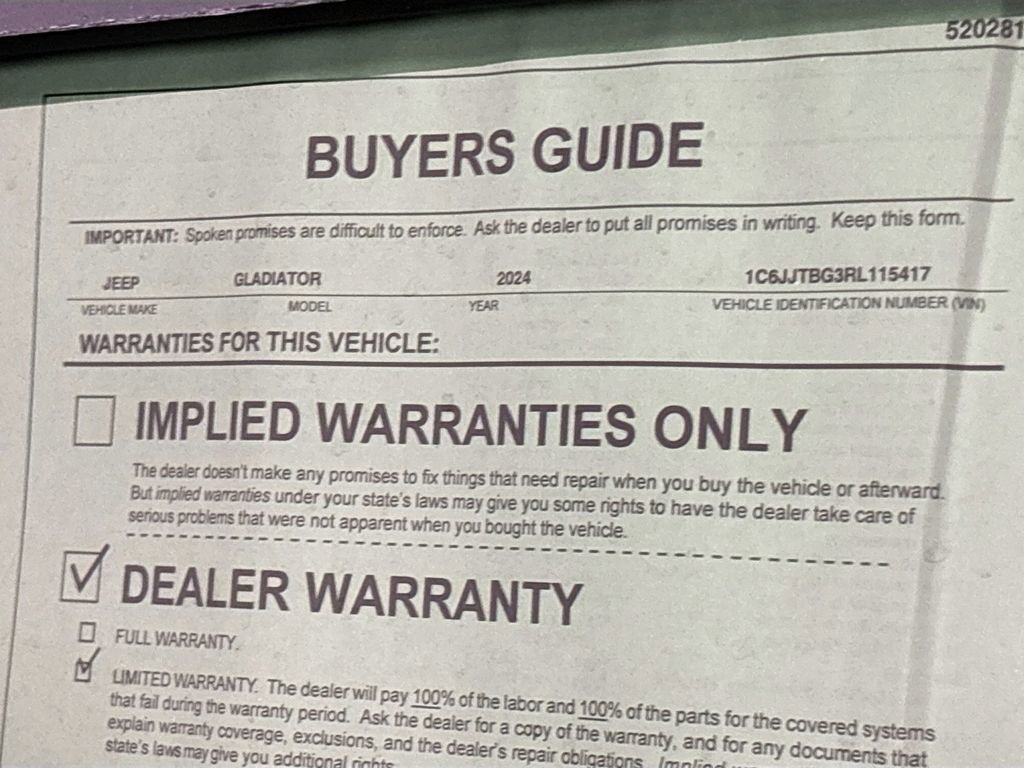 520281
BUYERS GUIDE
IMPORTANT: Spoken promises are difficult to enforce. Ask the dealer to put all promises in writing. Keep this form.
JEEP GLADIATOR 2024 1C6JJTBG3RL115417
VEHICLE MAKE MODEL YEAR VEHICLE IDENTIFICATION NUMBER (VIN)
WARRANTIES FOR THIS VEHICLE:
IMPLIED WARRANTIES ONLY
The dealer doesn't make any promises to fix things that need repair when you buy the vehicle or afterward.
But implied warranties under your state's laws may give you some rights to have the dealer take care of
serious problems that were not apparent when you bought the vehicle.
DEALER WARRANTY
FULL WARRANTY.
LIMITED WARRANTY. The dealer will pay 100% of the labor and 100% of the parts for the covered systems
that fail during the warranty period. Ask the dealer for a copy of the warranty, and for any documents that
explain warranty coverage, exclusions, and the dealer's repair obligations. Implied
state's laws may give you additional rights.